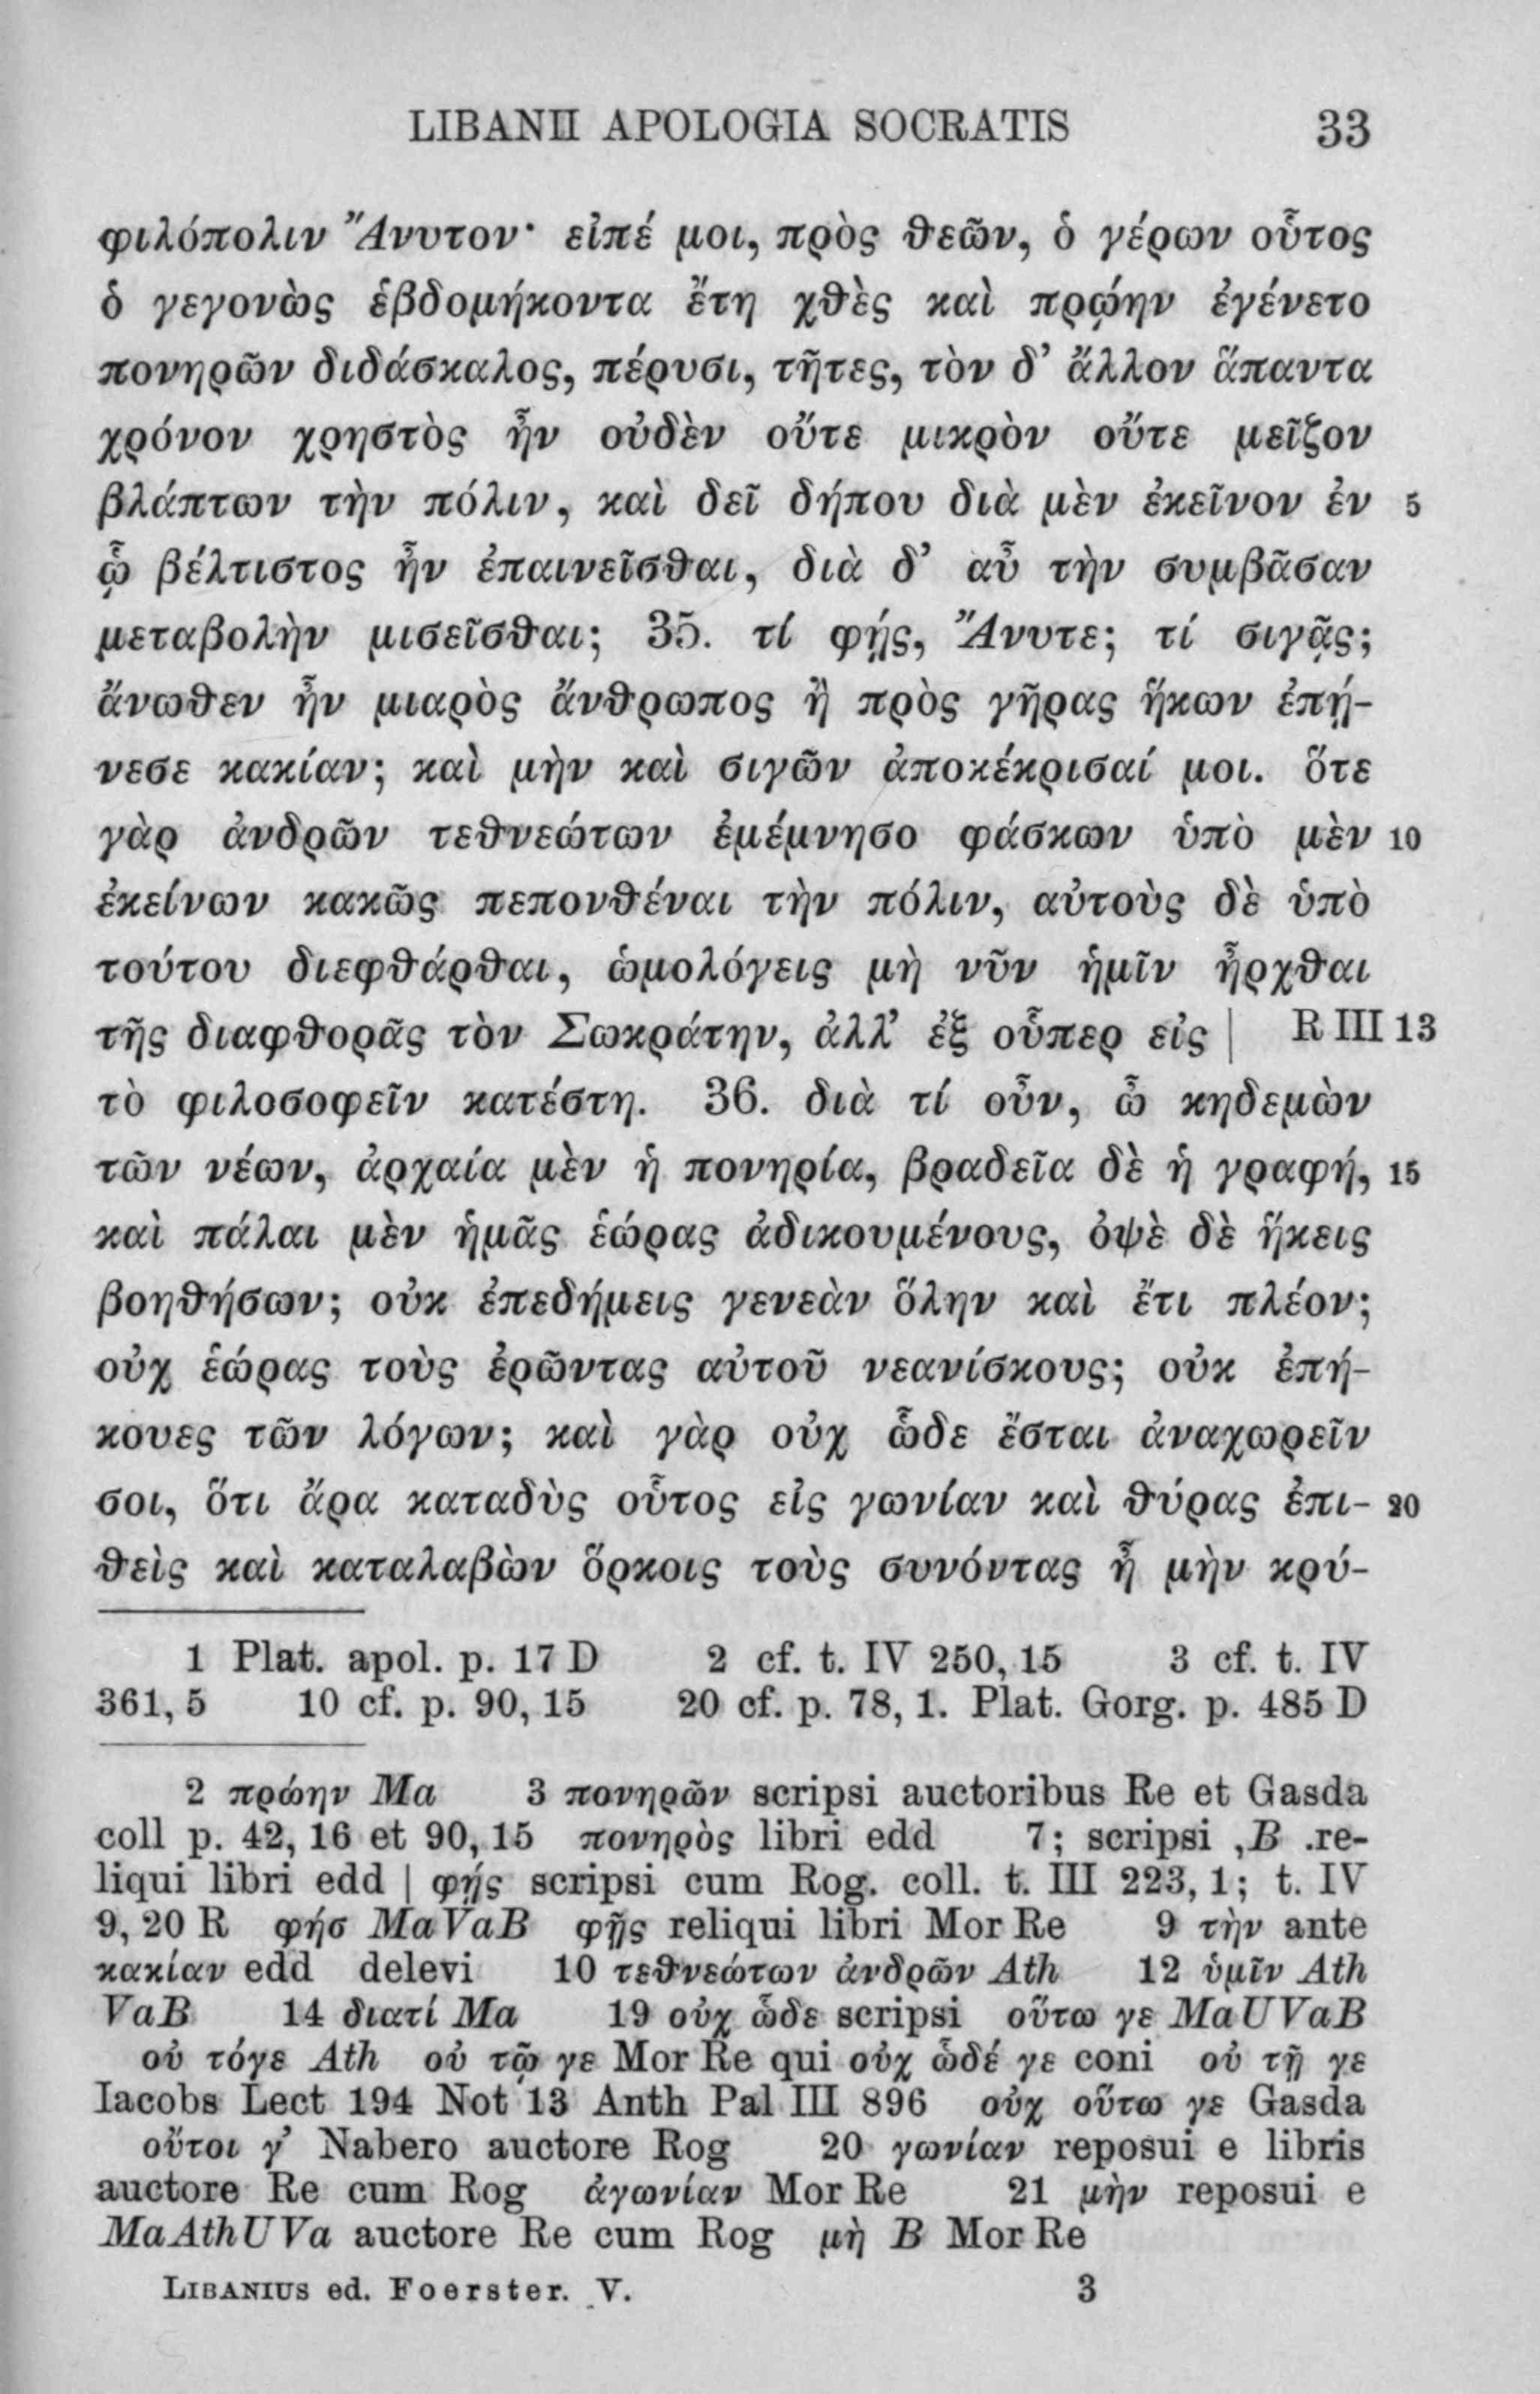 LIBANII APOLOGIA SOCRATIS 33
φιλόπολιν Ἄνυτον· εἰπέ μοι, πρὸς θεῶν, ὁ γέρων οὗτος
ὁ γεγονὼς ἑβδομήκοντα ἔτη χθὲς καὶ πρῴην ἐγένετο
πονηρῶν διδάσκαλος, πέρυσι, τῆτες, τὸν δ’ ἄλλον ἅπαντα
χρόνον χρηστὸς ἦν οὐδὲν οὔτε μικρὸν οὔτε μεῖζον
βλάπτων τὴν πόλιν, καὶ δεῖ δήπου διὰ μὲν ἐκεῖνον ἐν 5
ᾧ βέλτιστος ἦν ἐπαινεῖσθαι, διὰ δ’ αὖ τὴν συμβᾶσαν
μεταβολὴν μισεῖσθαι; 35. τί φῄς, Ἄνυτε; τί σιγᾷς;
ἄνωθεν ἦν μιαρὸς ἄνθρωπος ἢ πρὸς γῆρας ἥκων ἐπῄ-
νεσε κακίαν; καὶ μὴν καὶ σιγῶν ἀποκέκρισαί μοι. ὅτε
γὰρ ἀνδρῶν τεθνεώτων ἐμέμνησο φάσκων ὑπὸ μὲν 10
ἐκείνων κακῶς πεπονθέναι τὴν πόλιν, αὐτοὺς δὲ ὑπὸ
τούτου διεφθάρθαι, ὡμολόγεις μὴ νῦν ἡμῖν ἦρχθαι
τῆς διαφθορᾶς τὸν Σωκράτην, ἀλλ’ ἐξ οὗπερ εἰς | R III 13
τὸ φιλοσοφεῖν κατέστη. 36. διὰ τί οὖν, ὦ κηδεμὼν
τῶν νέων, ἀρχαία μὲν ἡ πονηρία, βραδεῖα δὲ ἡ γραφή, 15
καὶ πάλαι μὲν ἡμᾶς ἑώρας ἀδικουμένους, ὀψὲ δὲ ἥκεις
βοηθήσων; οὐκ ἐπεδήμεις γενεὰν ὅλην καὶ ἔτι πλέον;
οὐχ ἑώρας τοὺς ἐρῶντας αὐτοῦ νεανίσκους; οὐκ ἐπή-
κουες τῶν λόγων; καὶ γὰρ οὐχ ὧδε ἔσται ἀναχωρεῖν
σοι, ὅτι ἄρα καταδὺς οὗτος εἰς γωνίαν καὶ θύρας ἐπι- 20
θεὶς καὶ καταλαβὼν ὅρκοις τοὺς συνόντας ἦ μὴν κρύ-
1 Plat. apol. p. 17 D 2 cf. t. IV 250, 15 3 cf. t. IV
361, 5 10 cf. p. 90, 15 20 cf. p. 78, 1. Plat. Gorg. p. 485 D
2 πρώην Ma 3 πονηρῶν scripsi auctoribus Re et Gasda
coll p. 42, 16 et 90, 15 πονηρὸς libri edd 7 ; scripsi , B . re-
liqui libri edd | φῄς scripsi cum Rog. coll. t. III 223, 1; t. IV
9, 20 R φήσ MaVaB φῇς reliqui libri Mor Re 9 τὴν ante
κακίαν edd delevi 10 τεθνεώτων ἀνδρῶν Ath 12 ὑμῖν Ath
VaB 14 διατί Ma 19 οὐχ ὧδε scripsi οὕτω γε MaUVaB
οὐ τόγε Ath οὐ τῷ γε Mor Re qui οὐχ ὧδέ γε coni οὐ τῇ γε
Iacobs Lect 194 Not 13 Anth Pal III 896 οὐχ οὕτω γε Gasda
οὔτοι γ’ Nabero auctore Rog 20 γωνίαν reposui e libris
auctore Re cum Rog ἀγωνίαν Mor Re 21 μὴν reposui e
MaAthUVa auctore Re cum Rog μὴ B Mor Re
LIBANIUS ed. Foerster. V. 3